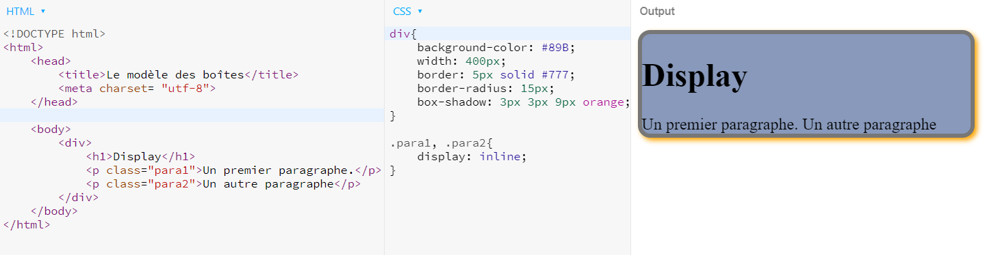 HTML ▼
<!DOCTYPE html>
<html>
    <head>
        <title>Le modèle des boîtes</title>
        <meta charset= "utf-8">
    </head>
    <body>
        <div>
            <h1>Display</h1>
            <p class="para1">Un premier paragraphe.</p>
            <p class="para2">Un autre paragraphe</p>
        </div>
    </body>
</html>
CSS ▼
div{
    background-color: #89B;
    width: 400px;
    border: 5px solid #777;
    border-radius: 15px;
    box-shadow: 3px 3px 9px orange;
}
.para1, .para2{
    display: inline;
}
Output
Display
Un premier paragraphe. Un autre paragraphe